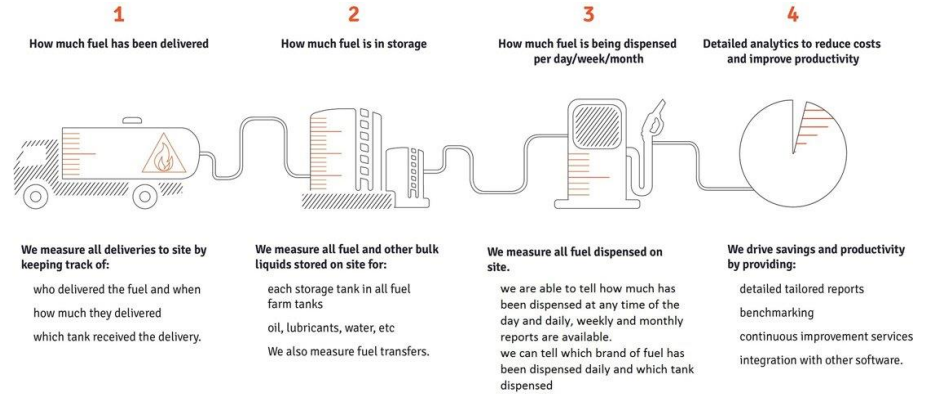 1
How much fuel has been delivered
2
How much fuel is in storage
3
How much fuel is being dispensed
per day/week/month
4
Detailed analytics to reduce costs
and improve productivity
We measure all deliveries to site by
keeping track of:
who delivered the fuel and when
how much they delivered
which tank received the delivery.
We measure all fuel and other bulk
liquids stored on site for:
each storage tank in all fuel
farm tanks
oil, lubricants, water, etc
We also measure fuel transfers.
We measure all fuel dispensed on
site.
we are able to tell how much has
been dispensed at any time of the
day and daily, weekly and monthly
reports are available.
we can tell which brand of fuel has
been dispensed daily and which tank
dispensed
We drive savings and productivity
by providing:
detailed tailored reports
benchmarking
continuous improvement services
integration with other software.